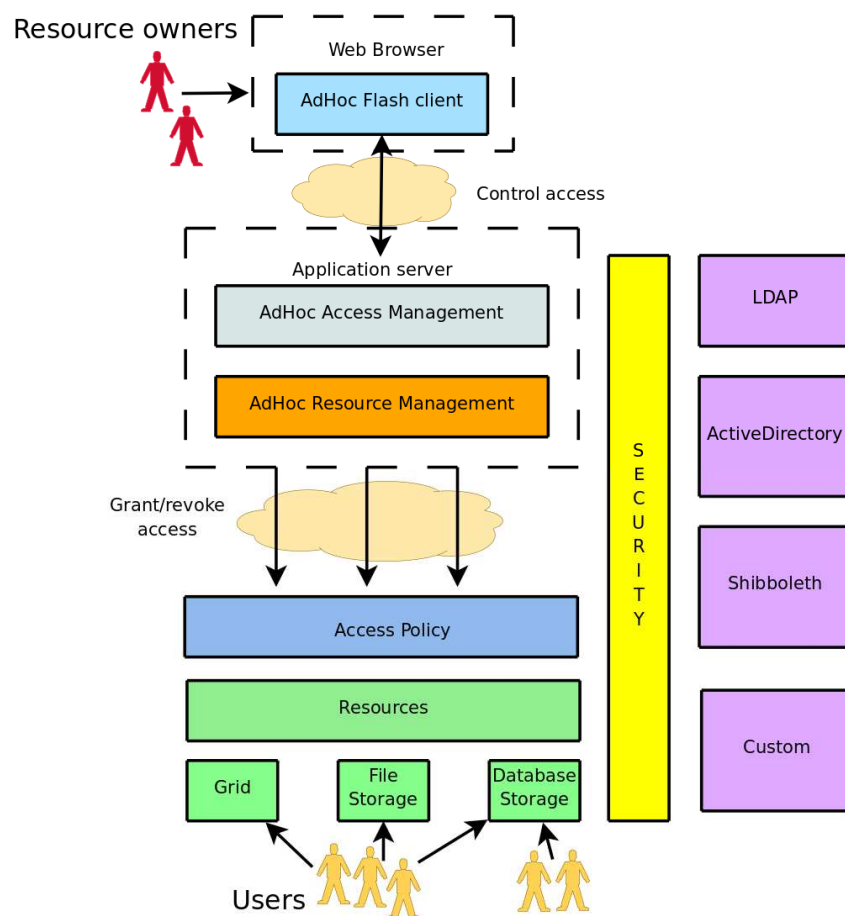 Resource owners
Web Browser
AdHoc Flash client
Control access
Application server
AdHoc Access Management
AdHoc Resource Management
Grant/revoke
access
Access Policy
Resources
Grid
File
Storage
Database
Storage
Users
SECURITY
LDAP
ActiveDirectory
Shibboleth
Custom